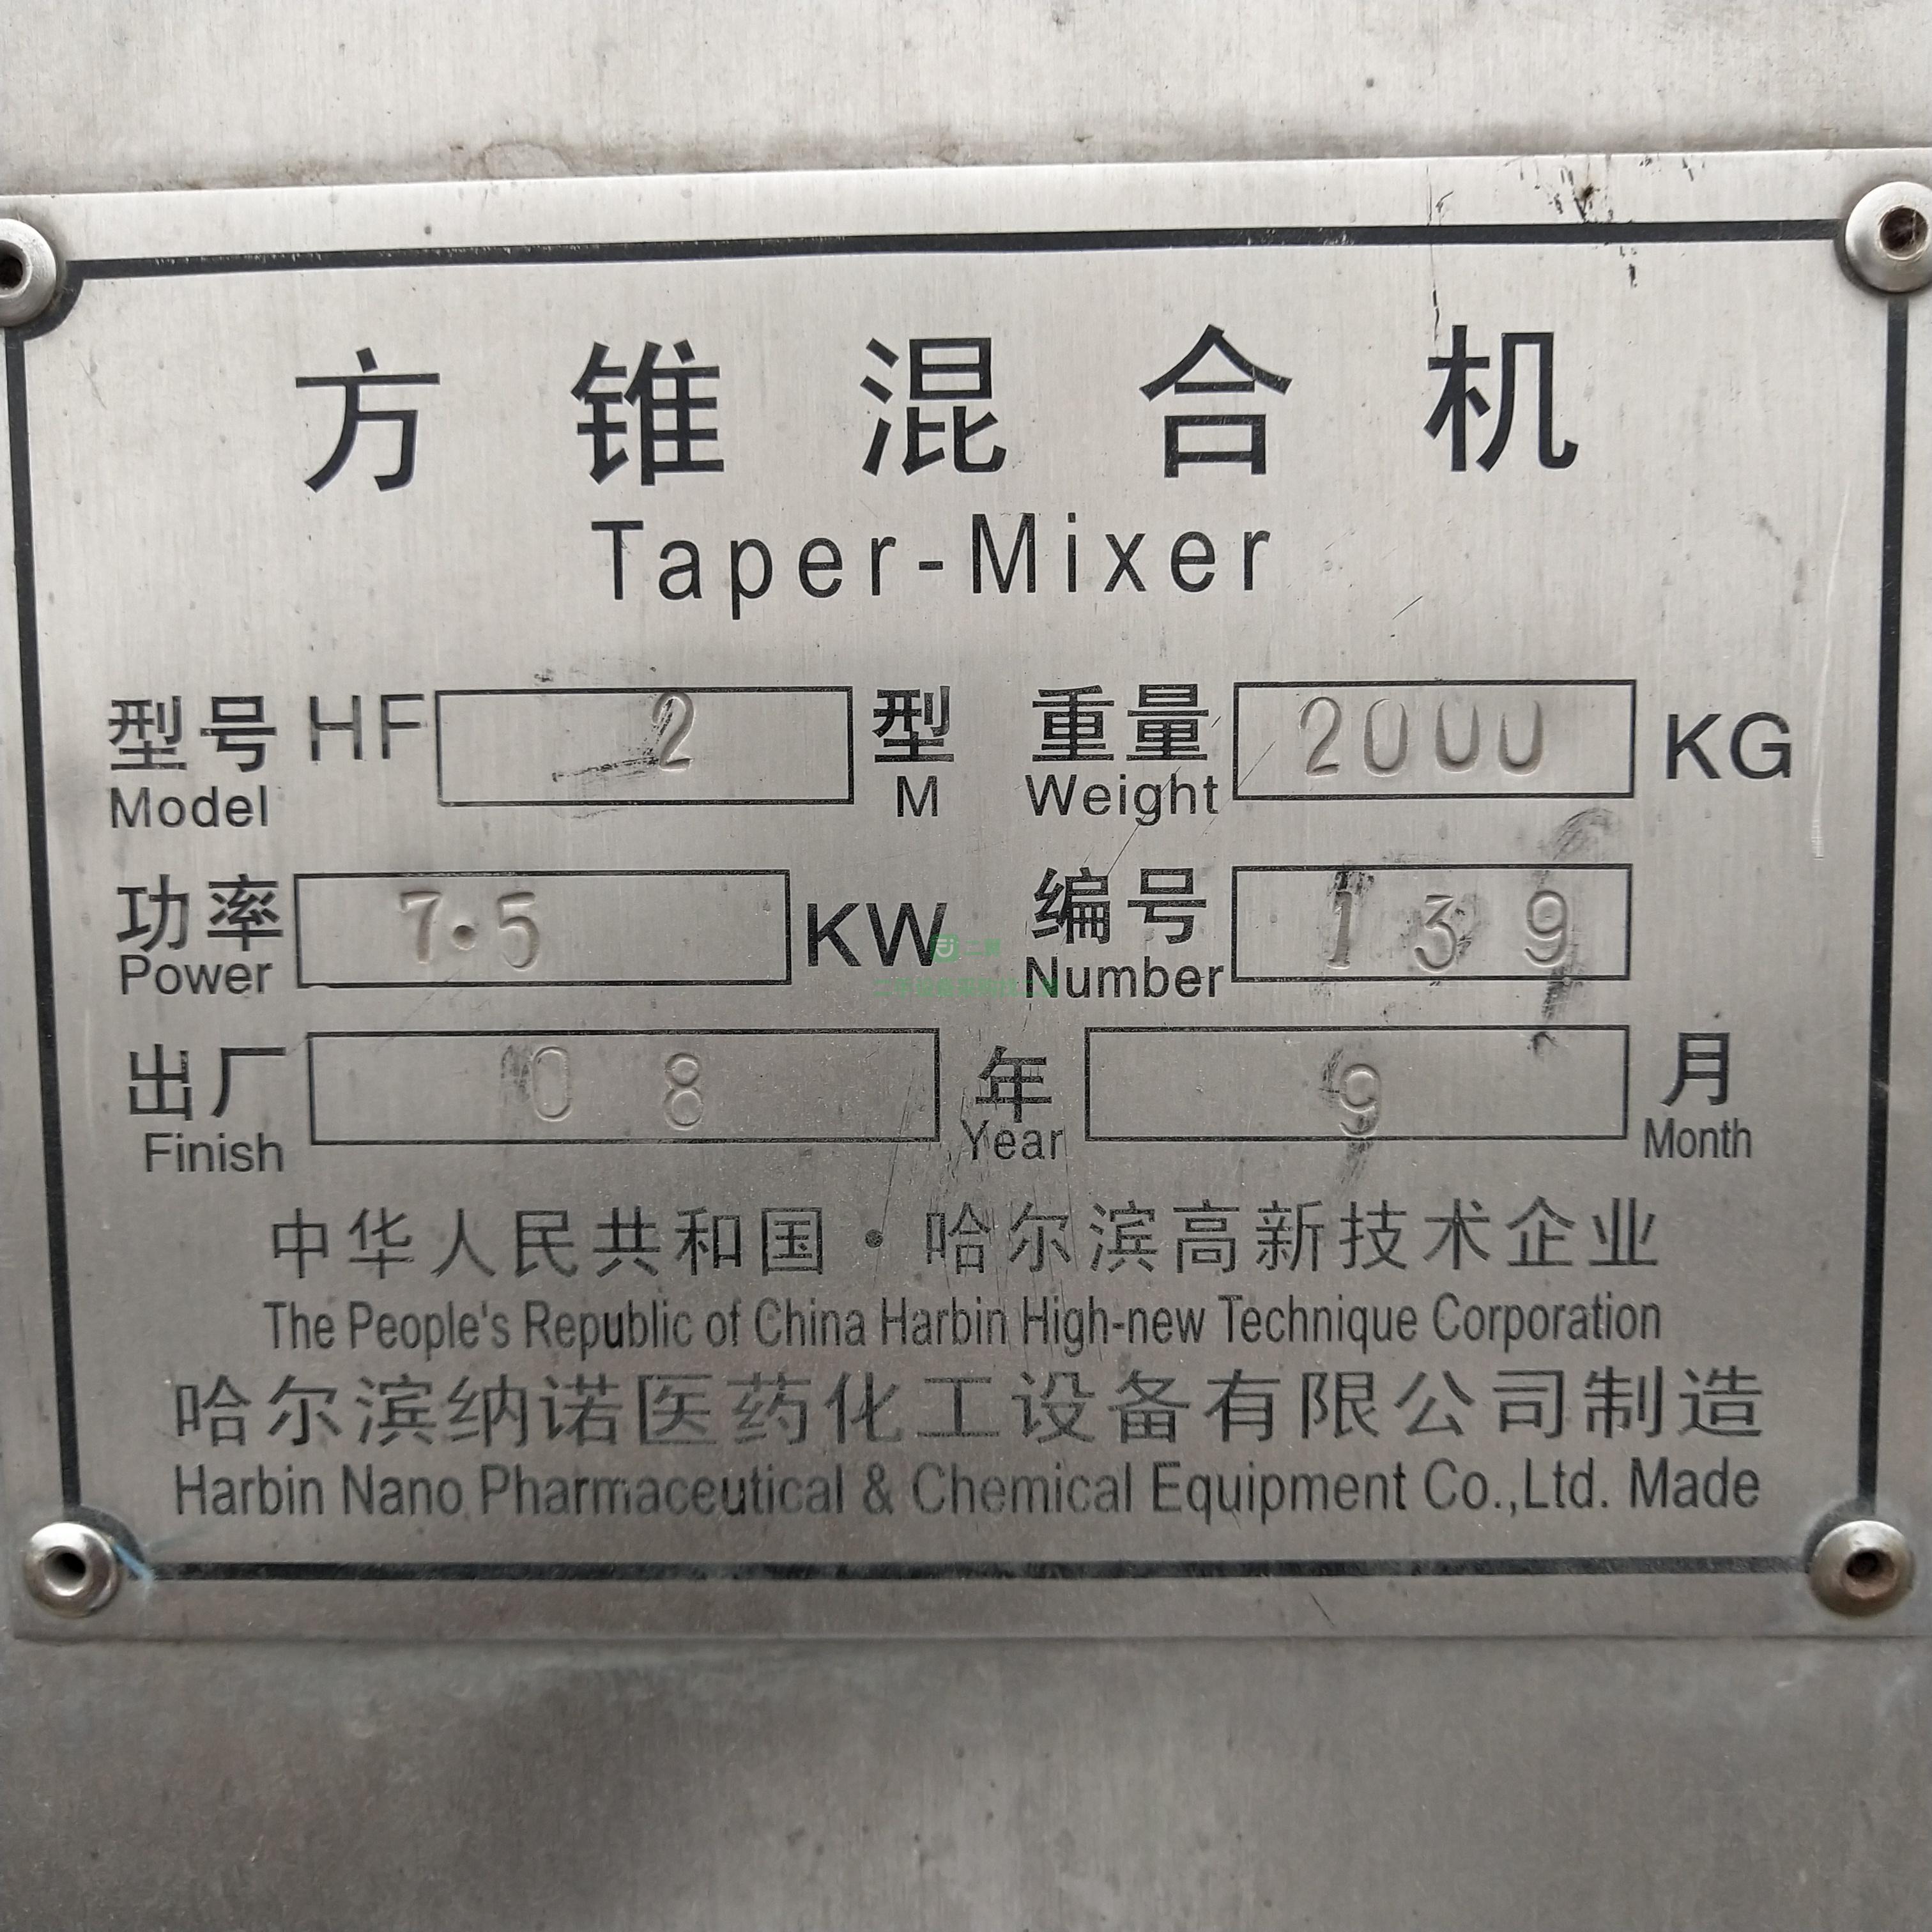 方锥混合机
Taper-Mixer
型号 HF 2 型 重量 2000 KG
Model M Weight
功率 7.5 KW 编号 139
Power Number
出厂 08 年 9 月
Finish Year Month
中华人民共和国·哈尔滨高新技术企业
The People's Republic of China Harbin High-new Technique Corporation
哈尔滨纳诺医药化工设备有限公司制造
Harbin Nano Pharmaceutical & Chemical Equipment Co.,Ltd. Made